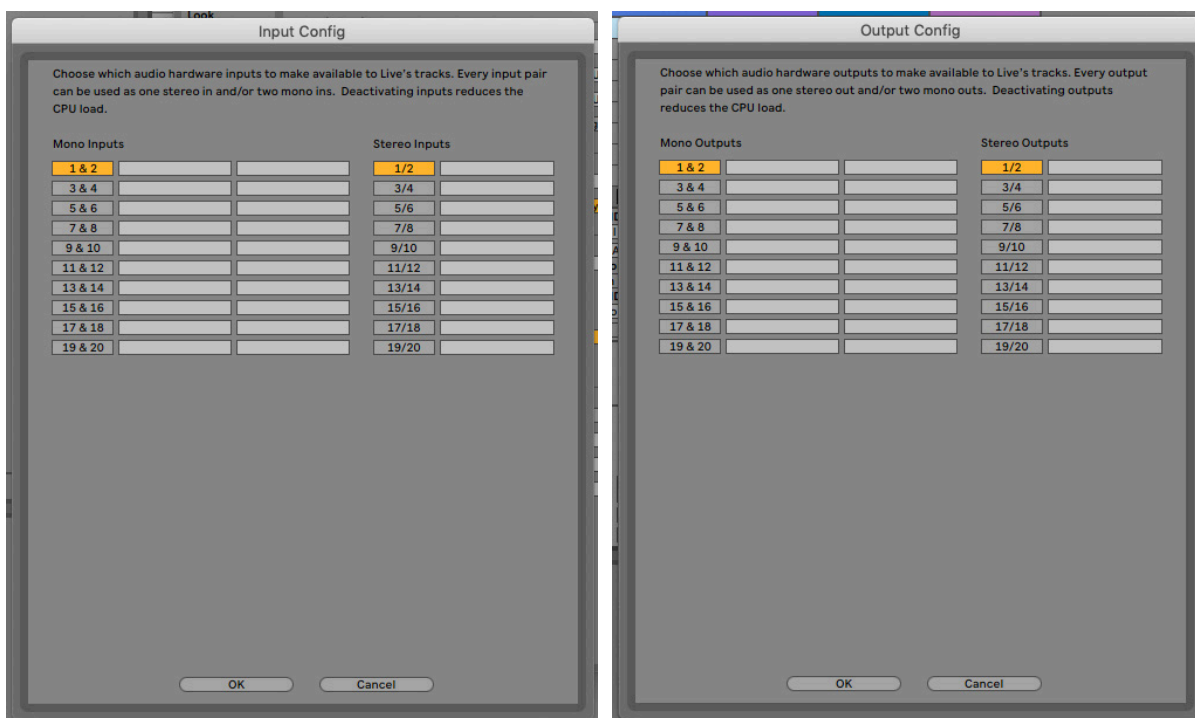 Look
Input Config
Choose which audio hardware inputs to make available to Live's tracks. Every input pair
can be used as one stereo in and/or two mono ins. Deactivating inputs reduces the
CPU load.
Mono Inputs
Stereo Inputs
1 & 2
1/2
3 & 4
3/4
5 & 6
5/6
7 & 8
7/8
9 & 10
9/10
11 & 12
11/12
13 & 14
13/14
15 & 16
15/16
17 & 18
17/18
19 & 20
19/20
OK
Cancel
Output Config
Choose which audio hardware outputs to make available to Live's tracks. Every output
pair can be used as one stereo out and/or two mono outs. Deactivating outputs
reduces the CPU load.
Mono Outputs
Stereo Outputs
1 & 2
1/2
3 & 4
3/4
5 & 6
5/6
7 & 8
7/8
9 & 10
9/10
11 & 12
11/12
13 & 14
13/14
15 & 16
15/16
17 & 18
17/18
19 & 20
19/20
OK
Cancel